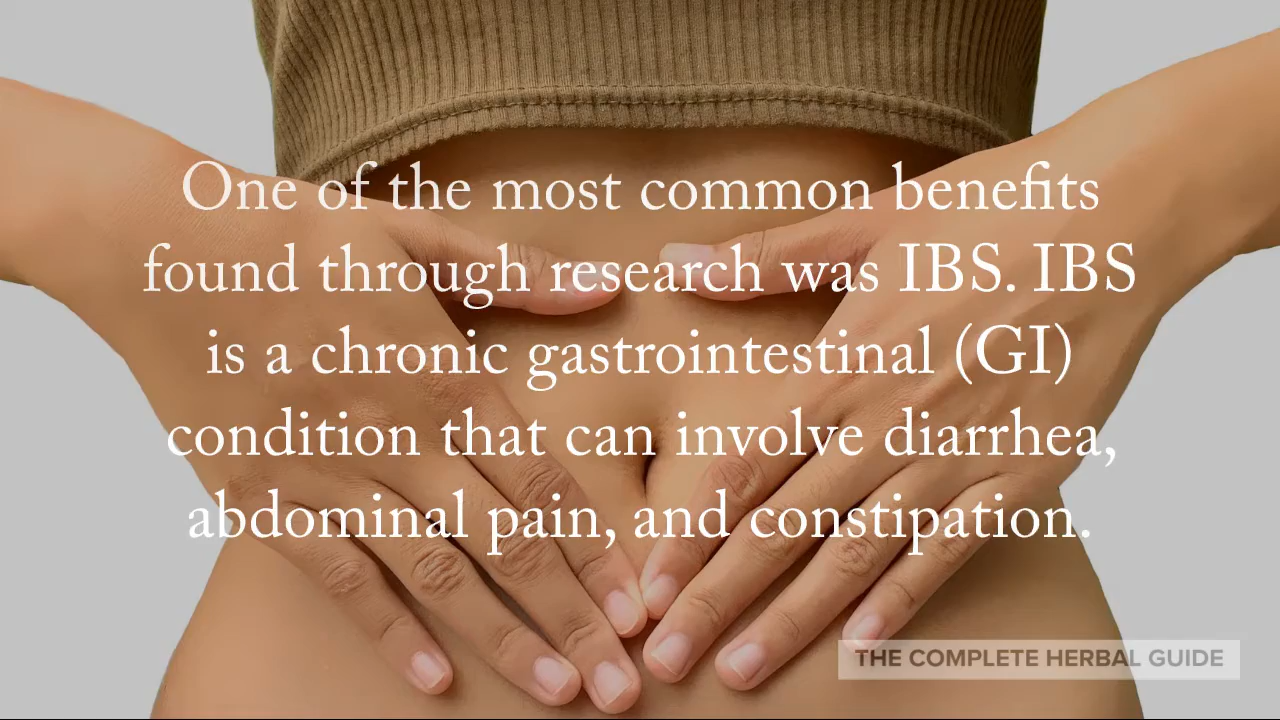 One of the most common benefits
found through research was IBS. IBS
is a chronic gastrointestinal (GI)
condition that can involve diarrhea,
abdominal pain, and constipation.
THE COMPLETE HERBAL GUIDE